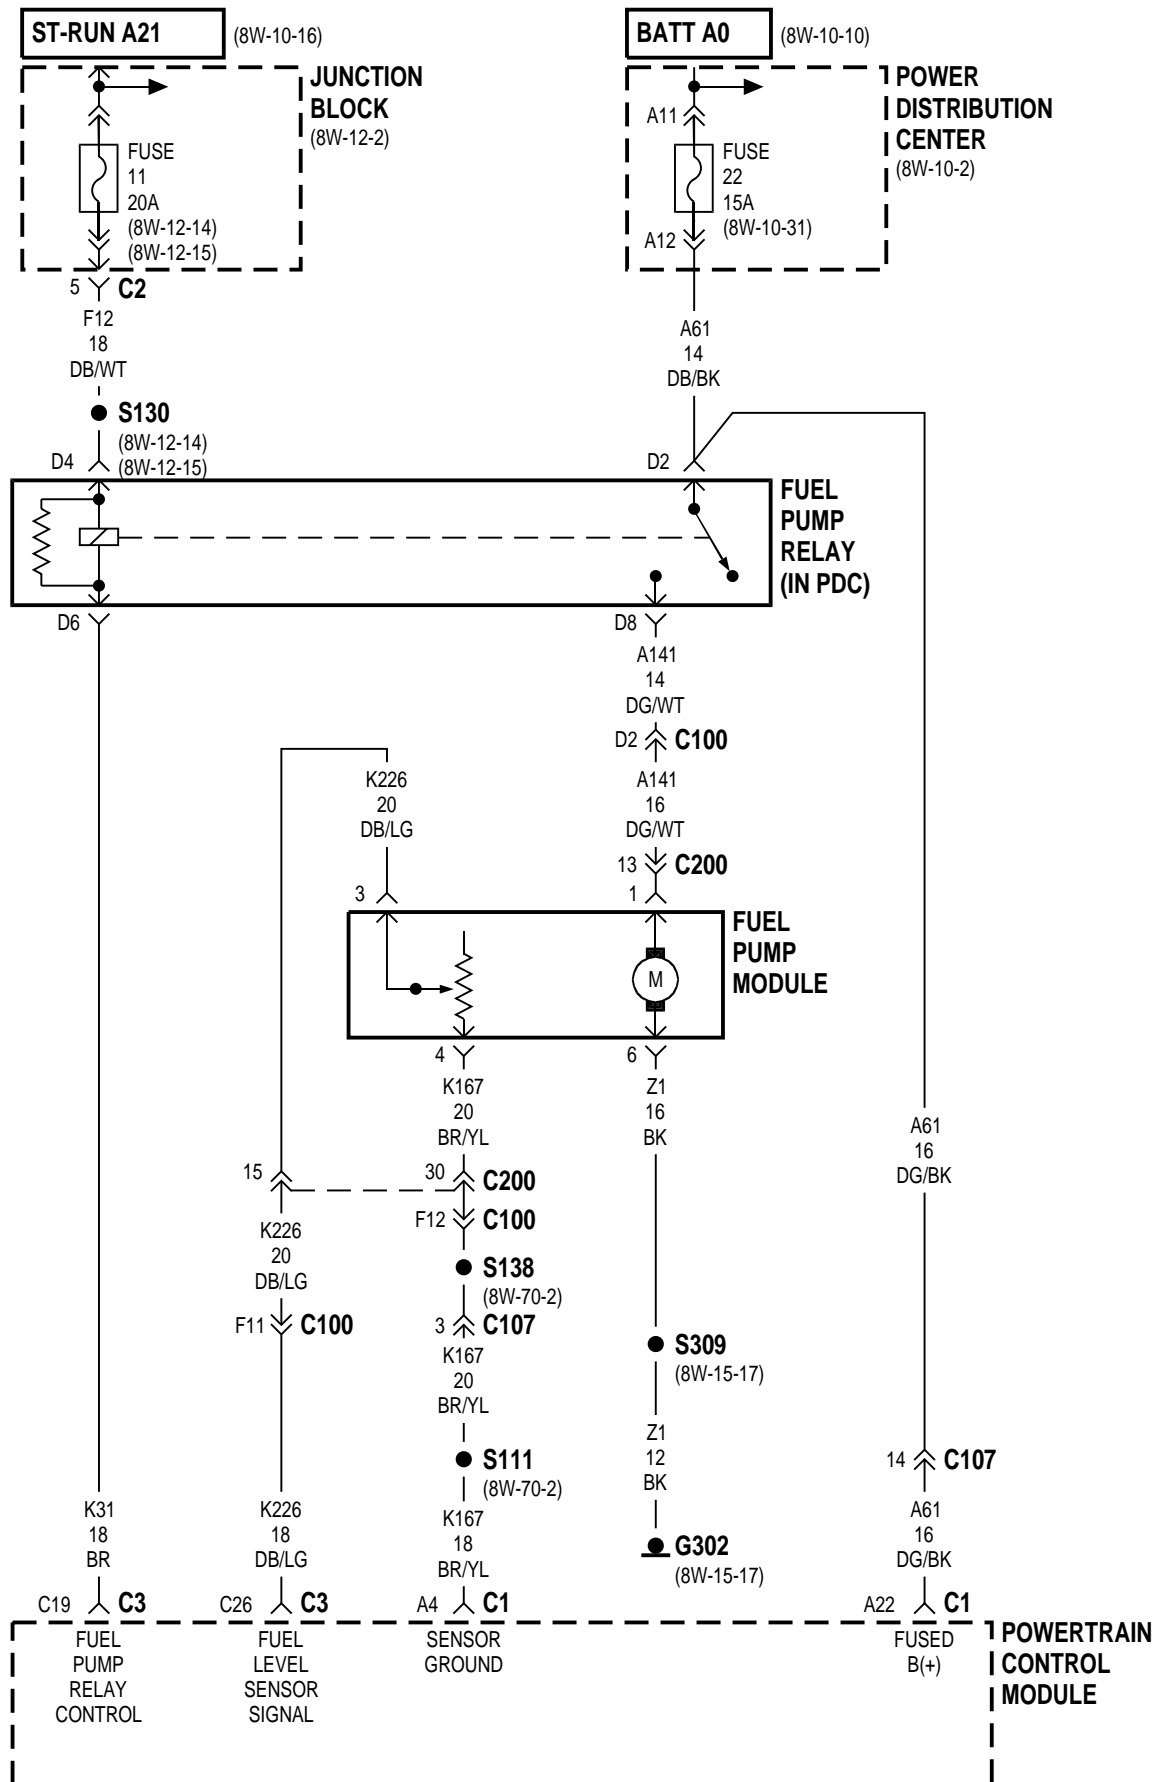 ST-RUN A21 (8W-10-16)
BATT A0 (8W-10-10)
JUNCTION
BLOCK
(8W-12-2)
FUSE
11
20A
(8W-12-14)
(8W-12-15)
5 C2
POWER
DISTRIBUTION
CENTER
(8W-10-2)
A11
FUSE
22
15A
(8W-10-31)
A12
F12
18
DB/WT
S130
(8W-12-14)
(8W-12-15)
D4
A61
14
DB/BK
D2
FUEL
PUMP
RELAY
(IN PDC)
D6
D8
A141
14
DG/WT
D2 C100
A141
16
DG/WT
13 C200
1
K226
20
DB/LG
3
FUEL
PUMP
MODULE
M
4
6
K167
20
BR/YL
Z1
16
BK
A61
16
DG/BK
15
30 C200
F12 C100
K226
20
DB/LG
S138
(8W-70-2)
F11 C100
3 C107
K167
20
BR/YL
S309
(8W-15-17)
S111
(8W-70-2)
Z1
12
BK
14 C107
K31
18
BR
K226
18
DB/LG
K167
18
BR/YL
G302
(8W-15-17)
A61
16
DG/BK
C19 C3
C26 C3
A4 C1
A22 C1
FUEL
PUMP
RELAY
CONTROL
FUEL
LEVEL
SENSOR
SIGNAL
SENSOR
GROUND
FUSED
B(+)
POWERTRAIN
CONTROL
MODULE